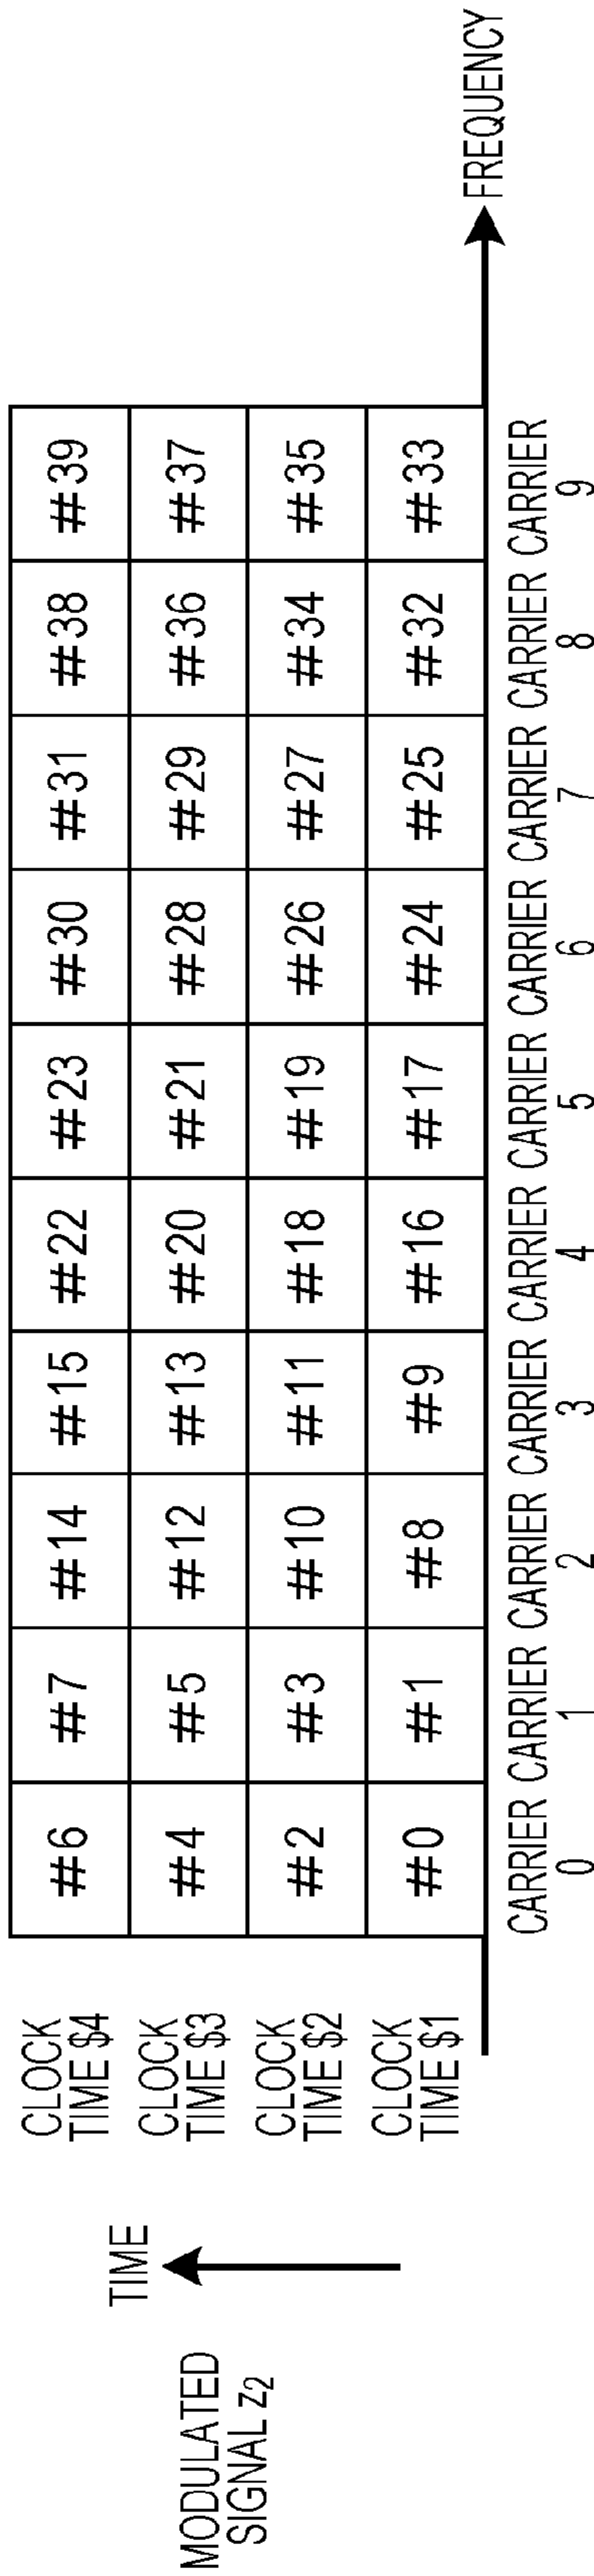 MODULATED
SIGNAL z2
TIME
CLOCK
TIME $4
#6 #7 #14 #15 #22 #23 #30 #31 #38 #39
CLOCK
TIME $3
#4 #5 #12 #13 #20 #21 #28 #29 #36 #37
CLOCK
TIME $2
#2 #3 #10 #11 #18 #19 #26 #27 #34 #35
CLOCK
TIME $1
#0 #1 #8 #9 #16 #17 #24 #25 #32 #33
FREQUENCY
CARRIER CARRIER CARRIER CARRIER CARRIER CARRIER CARRIER CARRIER CARRIER CARRIER
0 1 2 3 4 5 6 7 8 9